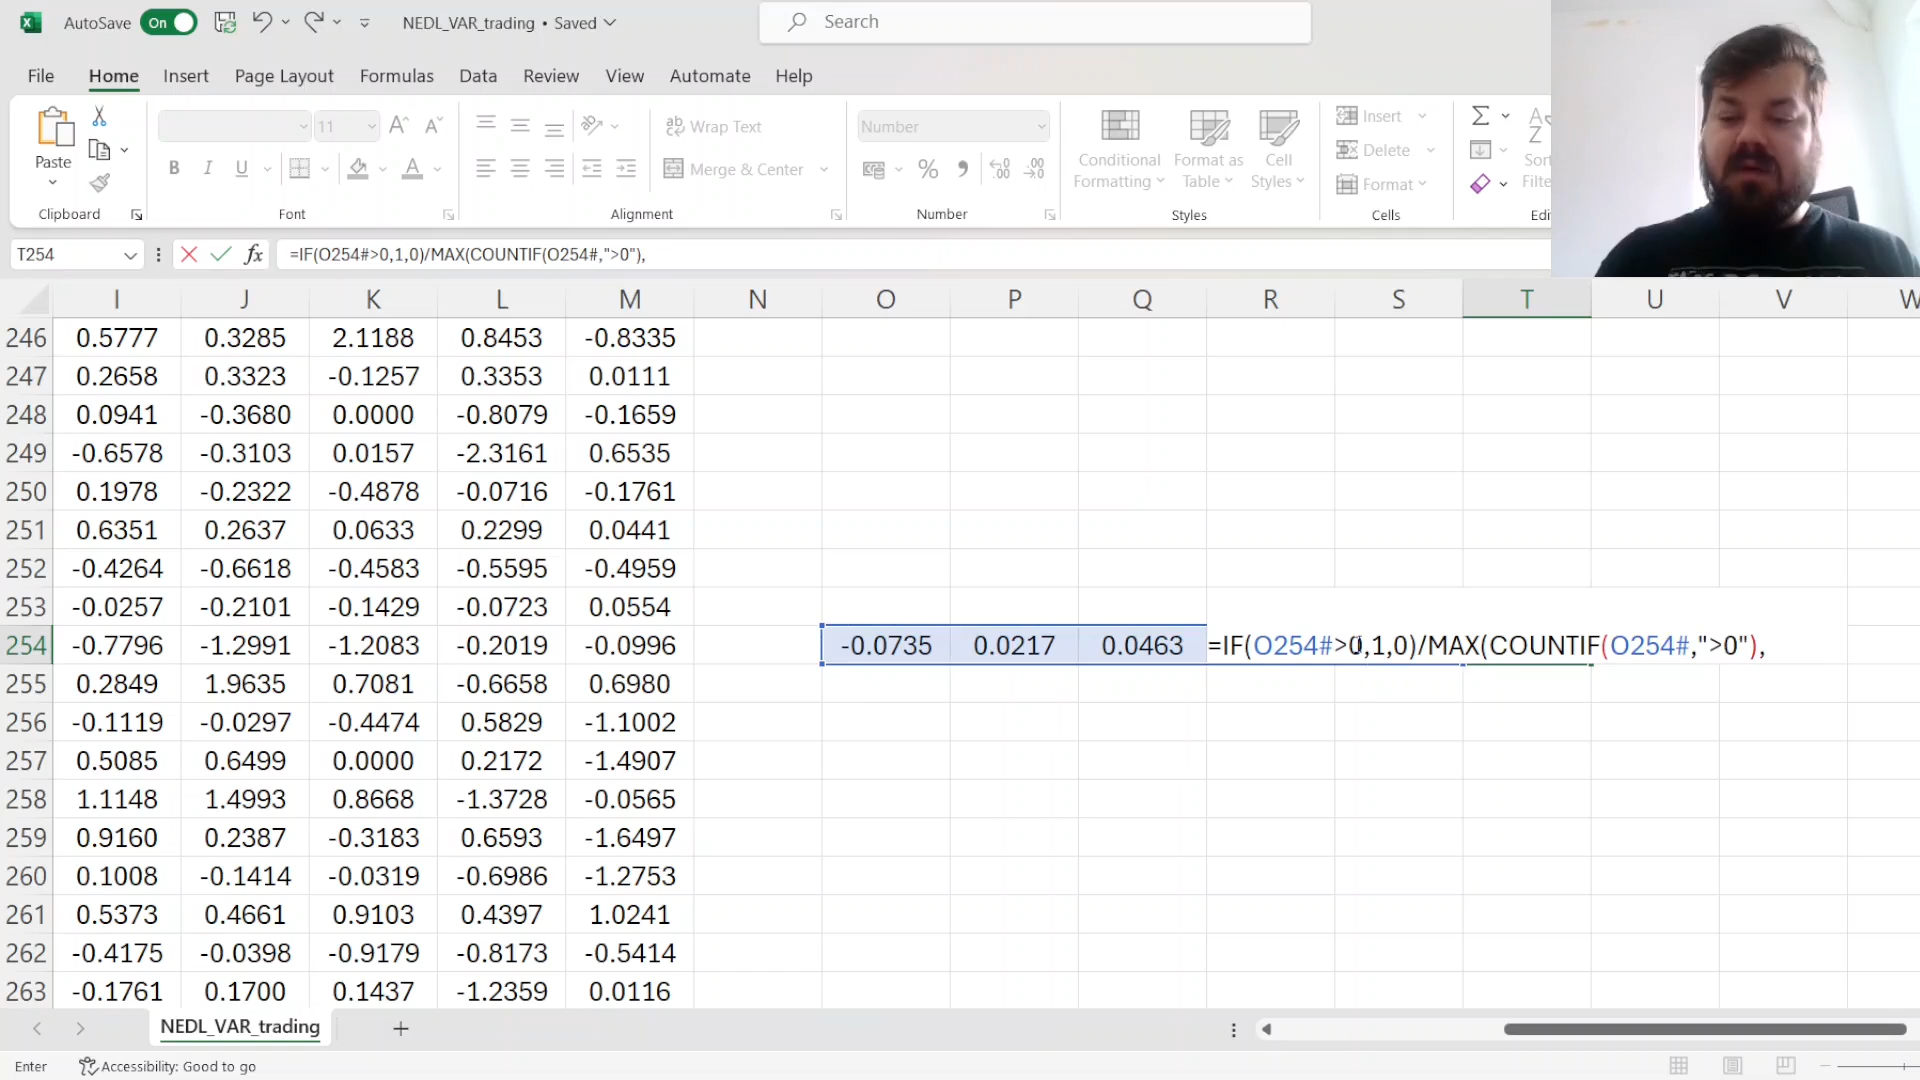 AutoSave On NEDL_VAR_trading • Saved Search
File Home Insert Page Layout Formulas Data Review View Automate Help
Paste 11 A A B I U A
ab Wrap Text
Merge & Center
Number
% 9
Conditional Formatting
Format as Table
Cell Styles
Insert
Delete
Format
Clipboard Font Alignment Number Styles Cells
T254 fx =IF(O254#>0,1,0)/MAX(COUNTIF(O254#,">0"),
I J K L M N O P Q R S T U V W
246 0.5777 0.3285 2.1188 0.8453 -0.8335
247 0.2658 0.3323 -0.1257 0.3353 0.0111
248 0.0941 -0.3680 0.0000 -0.8079 -0.1659
249 -0.6578 -0.3103 0.0157 -2.3161 0.6535
250 0.1978 -0.2322 -0.4878 -0.0716 -0.1761
251 0.6351 0.2637 0.0633 0.2299 0.0441
252 -0.4264 -0.6618 -0.4583 -0.5595 -0.4959
253 -0.0257 -0.2101 -0.1429 -0.0723 0.0554
254 -0.7796 -1.2991 -1.2083 -0.2019 -0.0996 -0.0735 0.0217 0.0463 =IF(O254#>0,1,0)/MAX(COUNTIF(O254#,">0"),
255 0.2849 1.9635 0.7081 -0.6658 0.6980
256 -0.1119 -0.0297 -0.4474 0.5829 -1.1002
257 0.5085 0.6499 0.0000 0.2172 -1.4907
258 1.1148 1.4993 0.8668 -1.3728 -0.0565
259 0.9160 0.2387 -0.3183 0.6593 -1.6497
260 0.1008 -0.1414 -0.0319 -0.6986 -1.2753
261 0.5373 0.4661 0.9103 0.4397 1.0241
262 -0.4175 -0.0398 -0.9179 -0.8173 -0.5414
263 -0.1761 0.1700 0.1437 -1.2359 0.0116
NEDL_VAR_trading
Enter Accessibility: Good to go